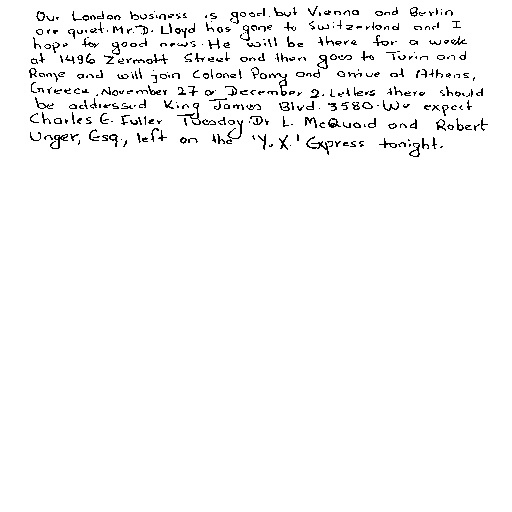 Our London business is good, but Vienna and Berlin
are quiet. Mr. D. Lloyd has gone to Switzerland and I
hope for good news. He will be there for a week
at 1496 Zermott Street and then goes to Turin and
Rome and will join Colonel Parry and arrive at Athens,
Greece, November 27 or December 2. Letters there should
be addressed King James Blvd. 3580. We expect
Charles E. Fuller Tuesday. Dr L. McQuaid and Robert
Unger, Esq., left on the 'Y.X.' Express tonight.